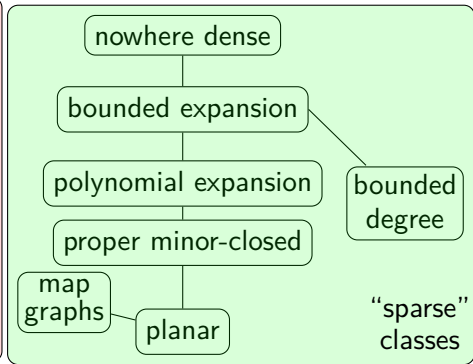 nowhere dense
bounded expansion
polynomial expansion
bounded
degree
proper minor-closed
map
graphs
planar
“sparse”
classes